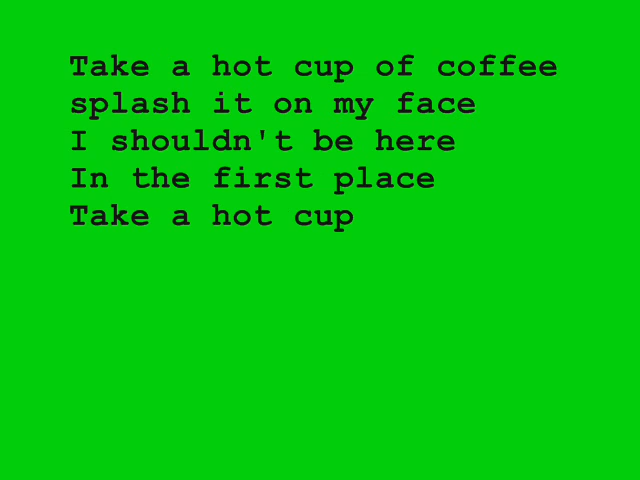 Take a hot cup of coffee
splash it on my face
I shouldn't be here
In the first place
Take a hot cup